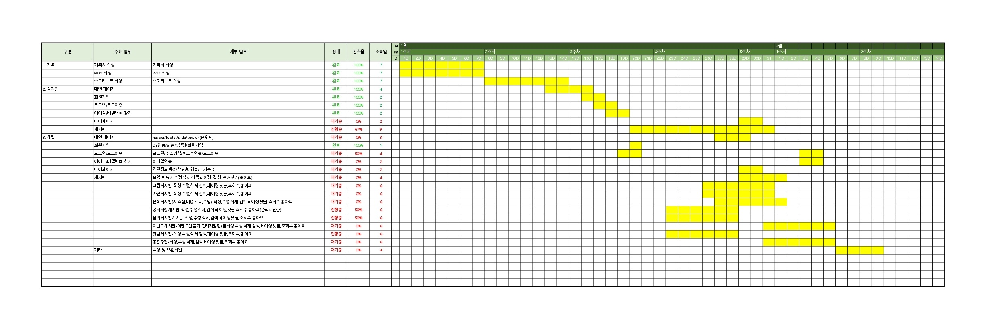 구분 주요 업무 세부 업무 상태 진척율 소요일 M 1월 2월
W 1주차 2주차 3주차 4주차 5주차 1주차 2주차
D 1D 2D 3D 4D 5D 6D 7D 8D 9D 10D 11D 12D 13D 14D 15D 16D 17D 18D 19D 20D 21D 22D 23D 24D 25D 26D 27D 28D 29D 30D 31 1D 2D 3D 4D 5D 6D 7D 8D 9D 10D 11D 12D 13D 14D
1. 기획 기획서 작성 기획서 작성 완료 100% 7
WBS 작성 WBS 작성 완료 100% 7
스토리보드 작성 스토리보드 작성 완료 100% 7
2. 디자인 메인 페이지 완료 100% 4
회원가입 완료 100% 2
로그인/로그아웃 완료 100% 2
아이디/비밀번호 찾기 완료 100% 2
마이페이지 대기중 0% 2
게시판 진행중 67% 9
3. 개발 메인 페이지 header/footer/slide/section(순위표) 대기중 0% 3
회원가입 DB연동/의존성설정/회원가입 완료 100% 1
로그인/로그아웃 로그인/주소검색/핸드폰인증/로그아웃 대기중 50% 4
아이디/비밀번호 찾기 이메일인증 대기중 0% 2
마이페이지 개인정보변경/탈퇴/방명록/내가쓴글 대기중 0% 2
게시판 모임-만들기,수정,삭제,검색,페이징, 작성, 즐겨찾기(좋아요) 대기중 0% 4
그림게시판-작성,수정,삭제,검색,페이징,댓글,조회수,좋아요 대기중 0% 6
사진게시판-작성,수정,삭제,검색,페이징,댓글,조회수,좋아요 대기중 0% 6
문학게시판(시,소설,비평,희곡,수필)-작성,수정,삭제,검색,페이징,댓글,조회수,좋아요 대기중 0% 6
공지사항게시판-작성,수정,삭제,검색,페이징,댓글,조회수,좋아요(관리자권한) 진행중 50% 6
문의게시판게시판-작성,수정,삭제,검색,페이징,댓글,조회수,좋아요 진행중 50% 6
이벤트게시판-이벤트만들기(관리자권한),글작성,수정,삭제,검색,페이징,댓글,조회수,좋아요 대기중 0% 6
핫딜게시판-작성,수정,삭제,검색,페이징,댓글,조회수,좋아요 진행중 0% 6
공간추천-작성,수정,삭제,검색,페이징,댓글,조회수,좋아요 대기중 0% 6
기타 수정 및 보완작업 대기중 0% 4